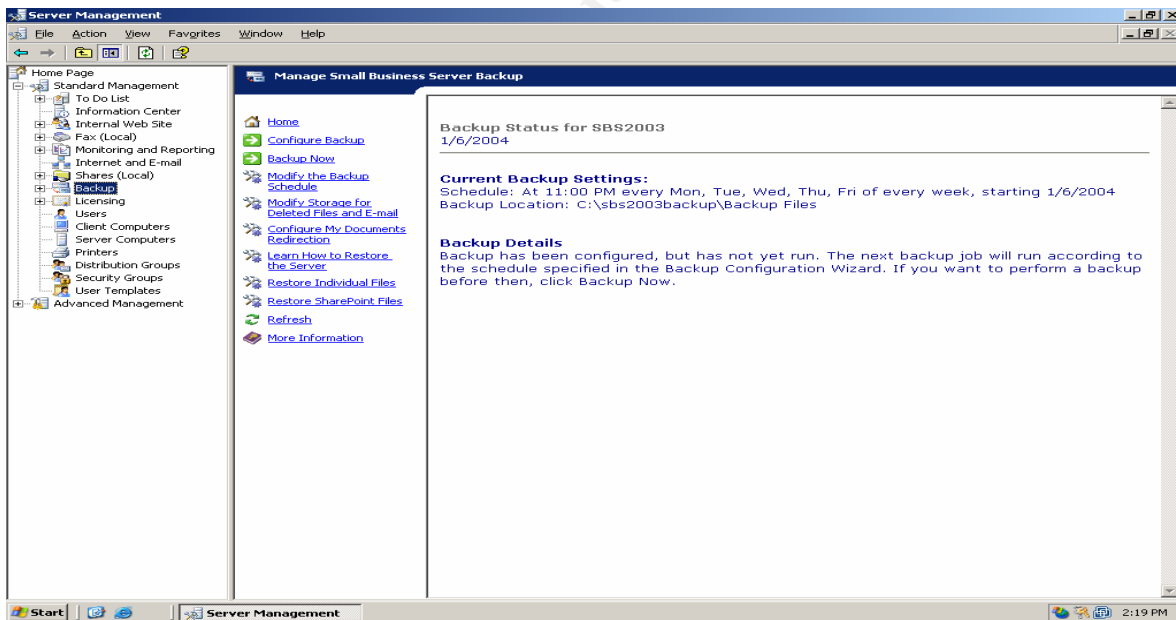 Server Management
File Action View Favorites Window Help
Home Page
Standard Management
To Do List
Information Center
Internal Web Site
Fax (Local)
Monitoring and Reporting
Internet and E-mail
Shares (Local)
Backup
Licensing
Users
Client Computers
Server Computers
Printers
Distribution Groups
Security Groups
User Templates
Advanced Management
Manage Small Business Server Backup
Home
Configure Backup
Backup Now
Modify the Backup
Schedule
Modify Storage for
Deleted Files and E-mail
Configure My Documents
Redirection
Learn How to Restore
the Server
Restore Individual Files
Restore SharePoint Files
Refresh
More Information
Backup Status for SBS2003
1/6/2004
Current Backup Settings:
Schedule: At 11:00 PM every Mon, Tue, Wed, Thu, Fri of every week, starting 1/6/2004
Backup Location: C:\sbs2003backup\Backup Files
Backup Details
Backup has been configured, but has not yet run. The next backup job will run according to
the schedule specified in the Backup Configuration Wizard. If you want to perform a backup
before then, click Backup Now.
Start
Server Management
2:19 PM